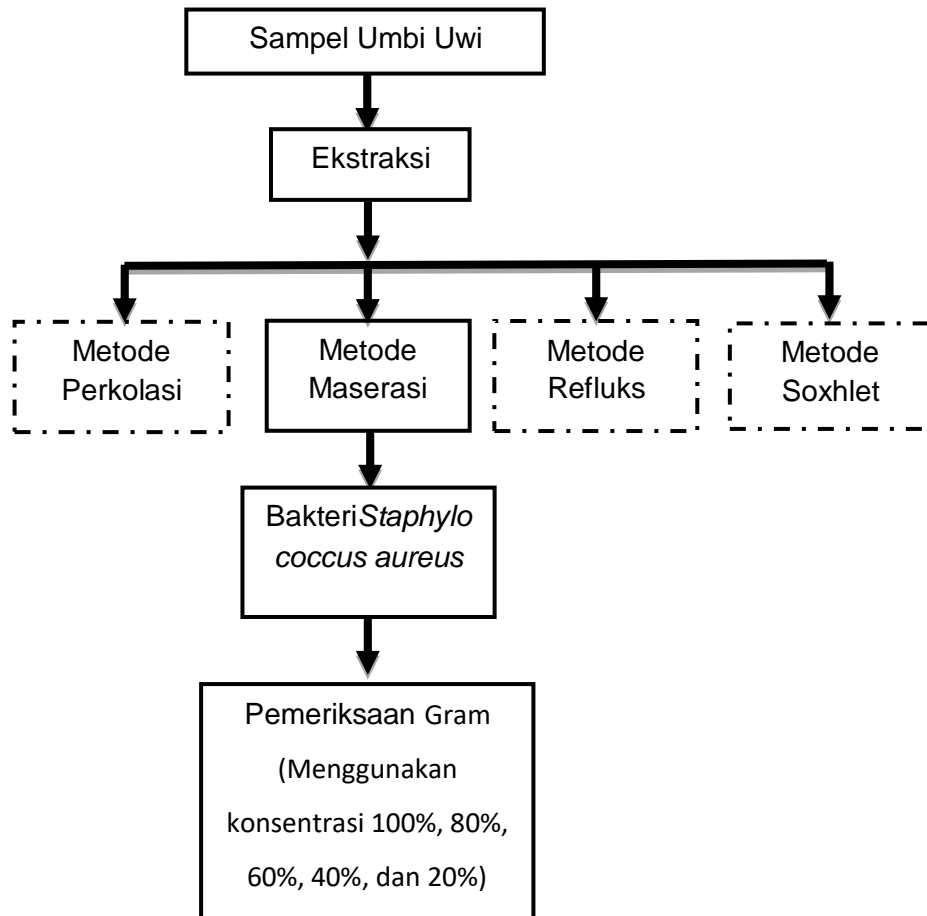 Sampel Umbi Uwi
Ekstraksi
Metode
Perkolasi
Metode
Maserasi
Metode
Refluks
Metode
Soxhlet
BakteriStaphylo
coccus aureus
Pemeriksaan Gram
(Menggunakan
konsentrasi 100%, 80%,
60%, 40%, dan 20%)